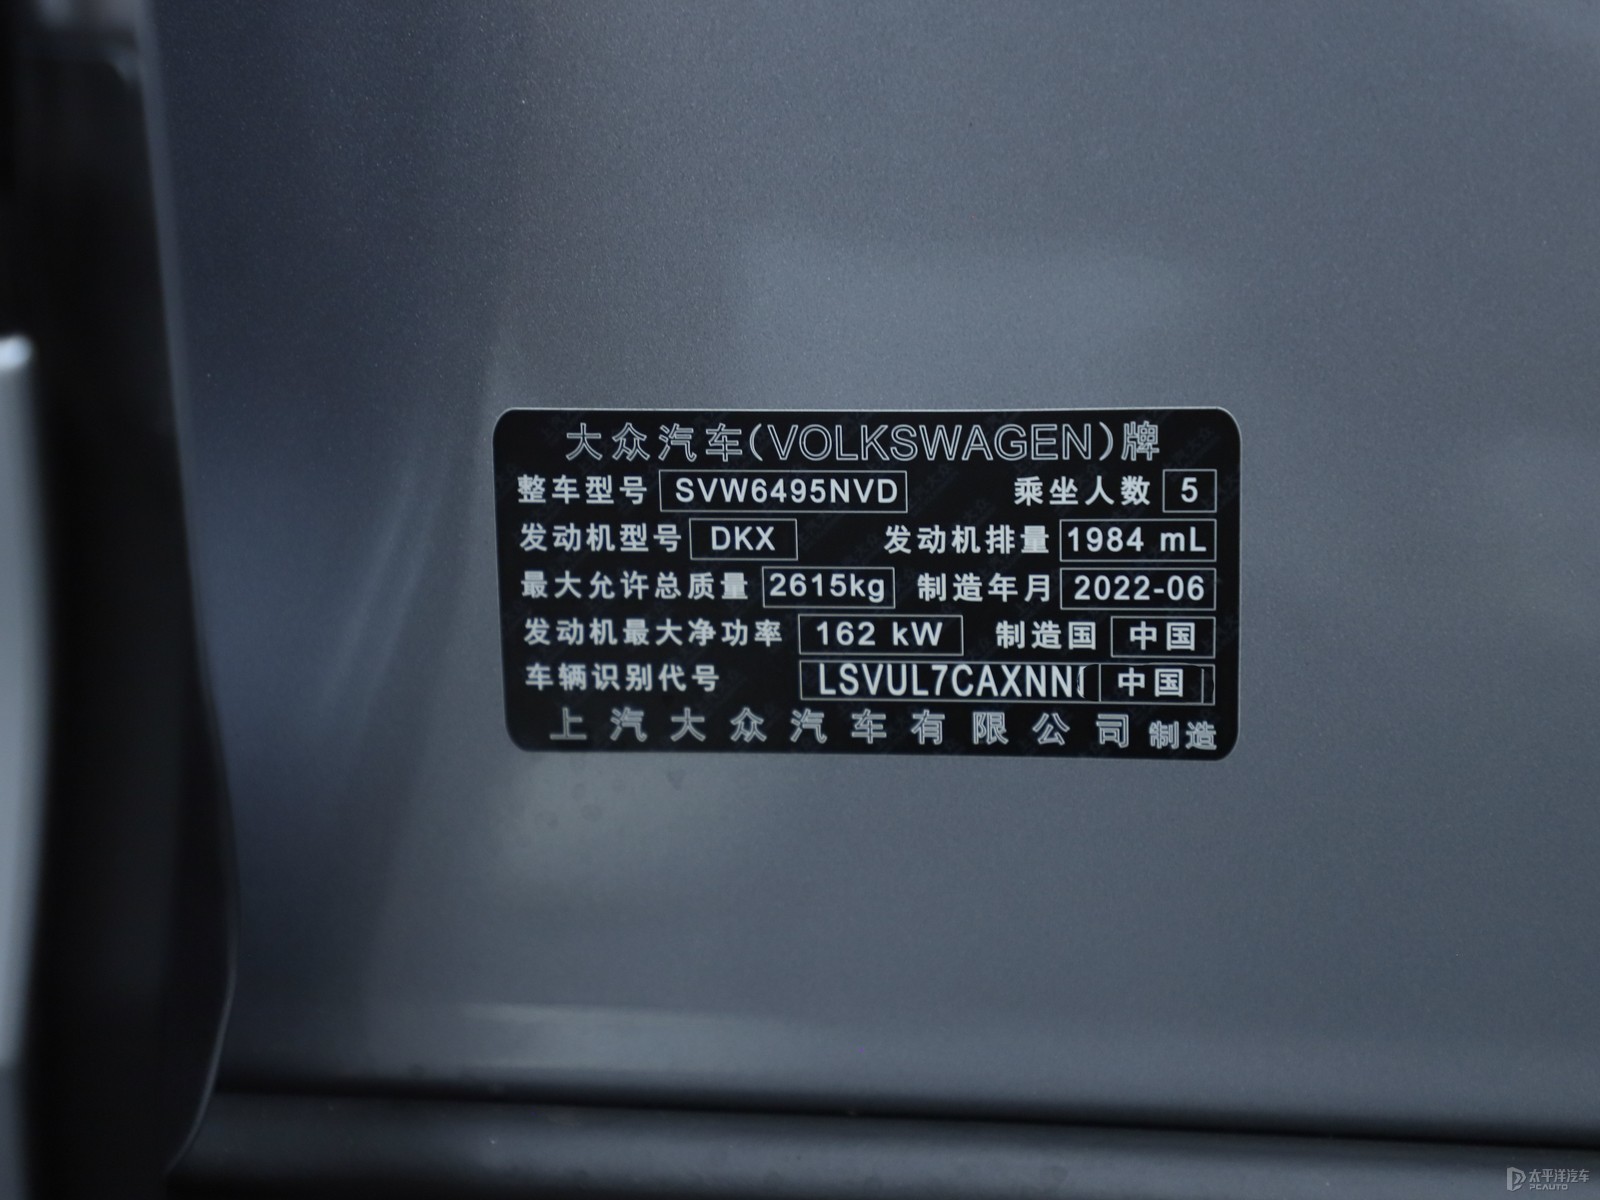 大众汽车(VOLKSWAGEN)牌
整车型号 SVW6495NVD 乘坐人数 5
发动机型号 DKX 发动机排量 1984 mL
最大允许总质量 2615kg 制造年月 2022-06
发动机最大净功率 162 kW 制造国 中国
车辆识别代号 LSVUL7CAXNN 中国
上汽大众汽车有限公司 制造
太平洋汽车
PCAUTO